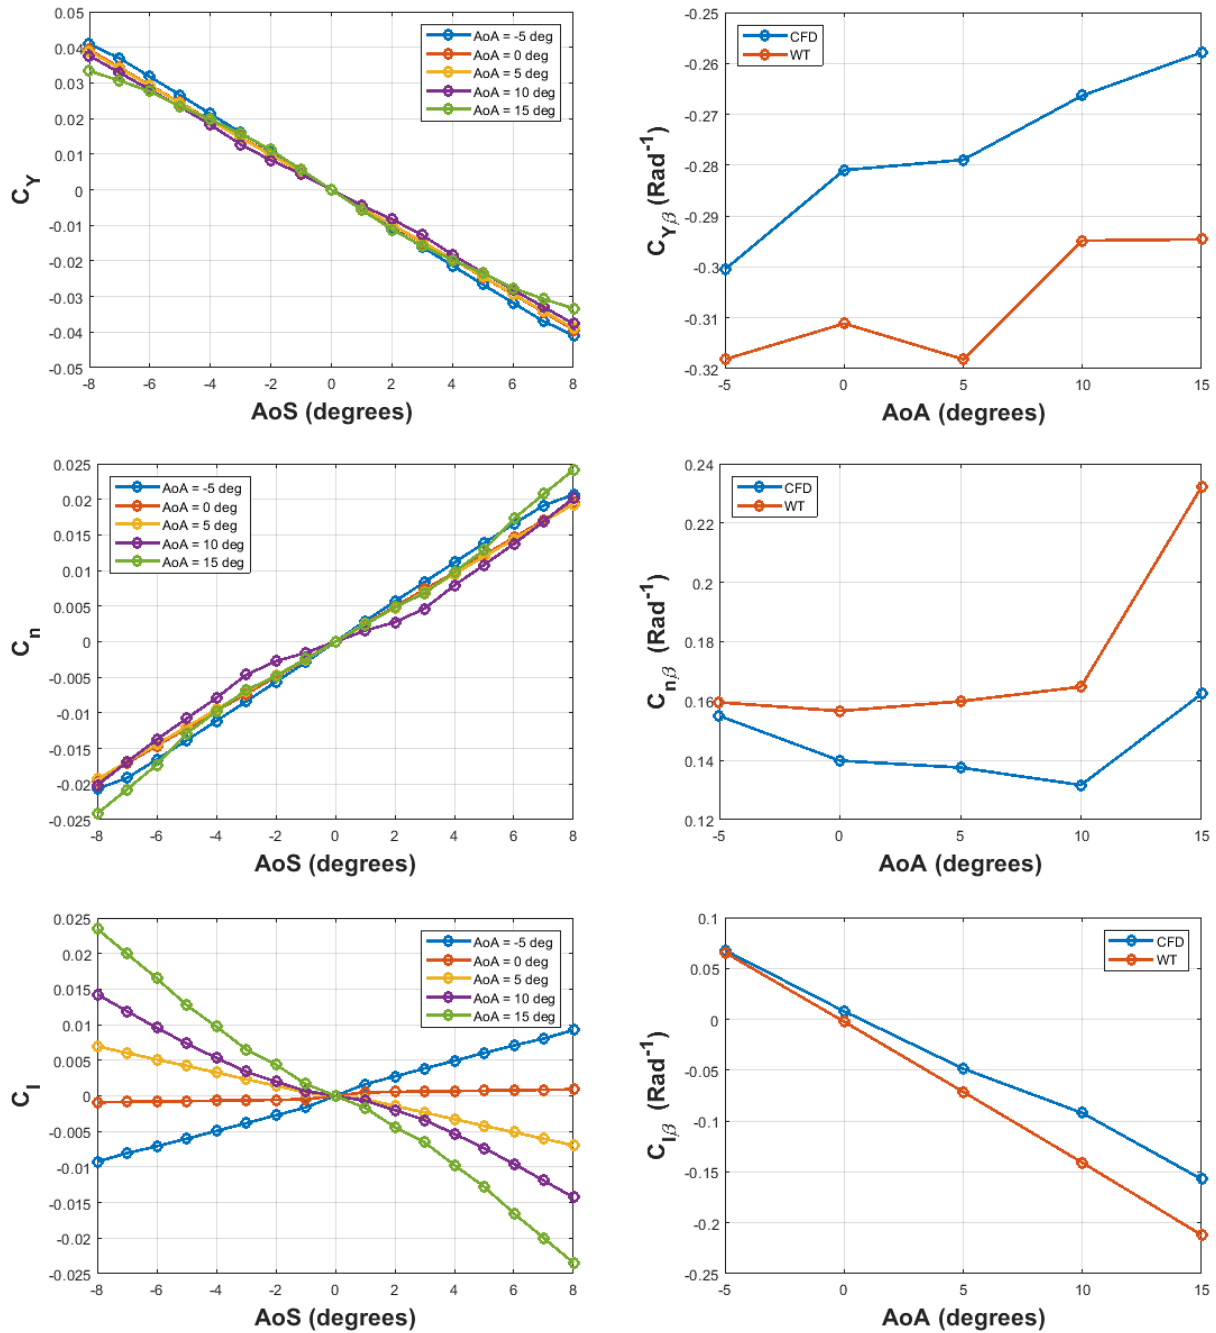 0.05
0.04
0.03
0.02
0.01
0
-0.01
-0.02
-0.03
-0.04
-0.05
C_Y
-8 -6 -4 -2 0 2 4 6 8
AoS (degrees)
AoA = -5 deg
AoA = 0 deg
AoA = 5 deg
AoA = 10 deg
AoA = 15 deg
-0.25
-0.26
-0.27
-0.28
-0.29
-0.3
-0.31
-0.32
C_Yβ (Rad^-1)
-5 0 5 10 15
AoA (degrees)
CFD
WT
0.025
0.02
0.015
0.01
0.005
0
-0.005
-0.01
-0.015
-0.02
-0.025
C_n
-8 -6 -4 -2 0 2 4 6 8
AoS (degrees)
AoA = -5 deg
AoA = 0 deg
AoA = 5 deg
AoA = 10 deg
AoA = 15 deg
0.24
0.22
0.2
0.18
0.16
0.14
0.12
C_nβ (Rad^-1)
-5 0 5 10 15
AoA (degrees)
CFD
WT
0.025
0.02
0.015
0.01
0.005
0
-0.005
-0.01
-0.015
-0.02
-0.025
C_l
-8 -6 -4 -2 0 2 4 6 8
AoS (degrees)
AoA = -5 deg
AoA = 0 deg
AoA = 5 deg
AoA = 10 deg
AoA = 15 deg
0.1
0.05
0
-0.05
-0.1
-0.15
-0.2
-0.25
C_lβ (Rad^-1)
-5 0 5 10 15
AoA (degrees)
CFD
WT